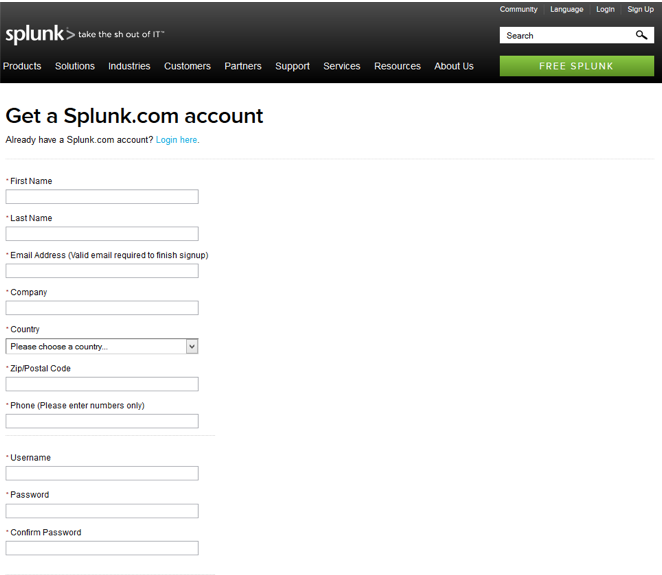 Community Language Login Sign Up
splunk> take the sh out of IT™
Search
Products Solutions Industries Customers Partners Support Services Resources About Us
FREE SPLUNK
Get a Splunk.com account
Already have a Splunk.com account? Login here.
* First Name
* Last Name
* Email Address (Valid email required to finish signup)
* Company
* Country
Please choose a country...
* Zip/Postal Code
* Phone (Please enter numbers only)
* Username
* Password
* Confirm Password